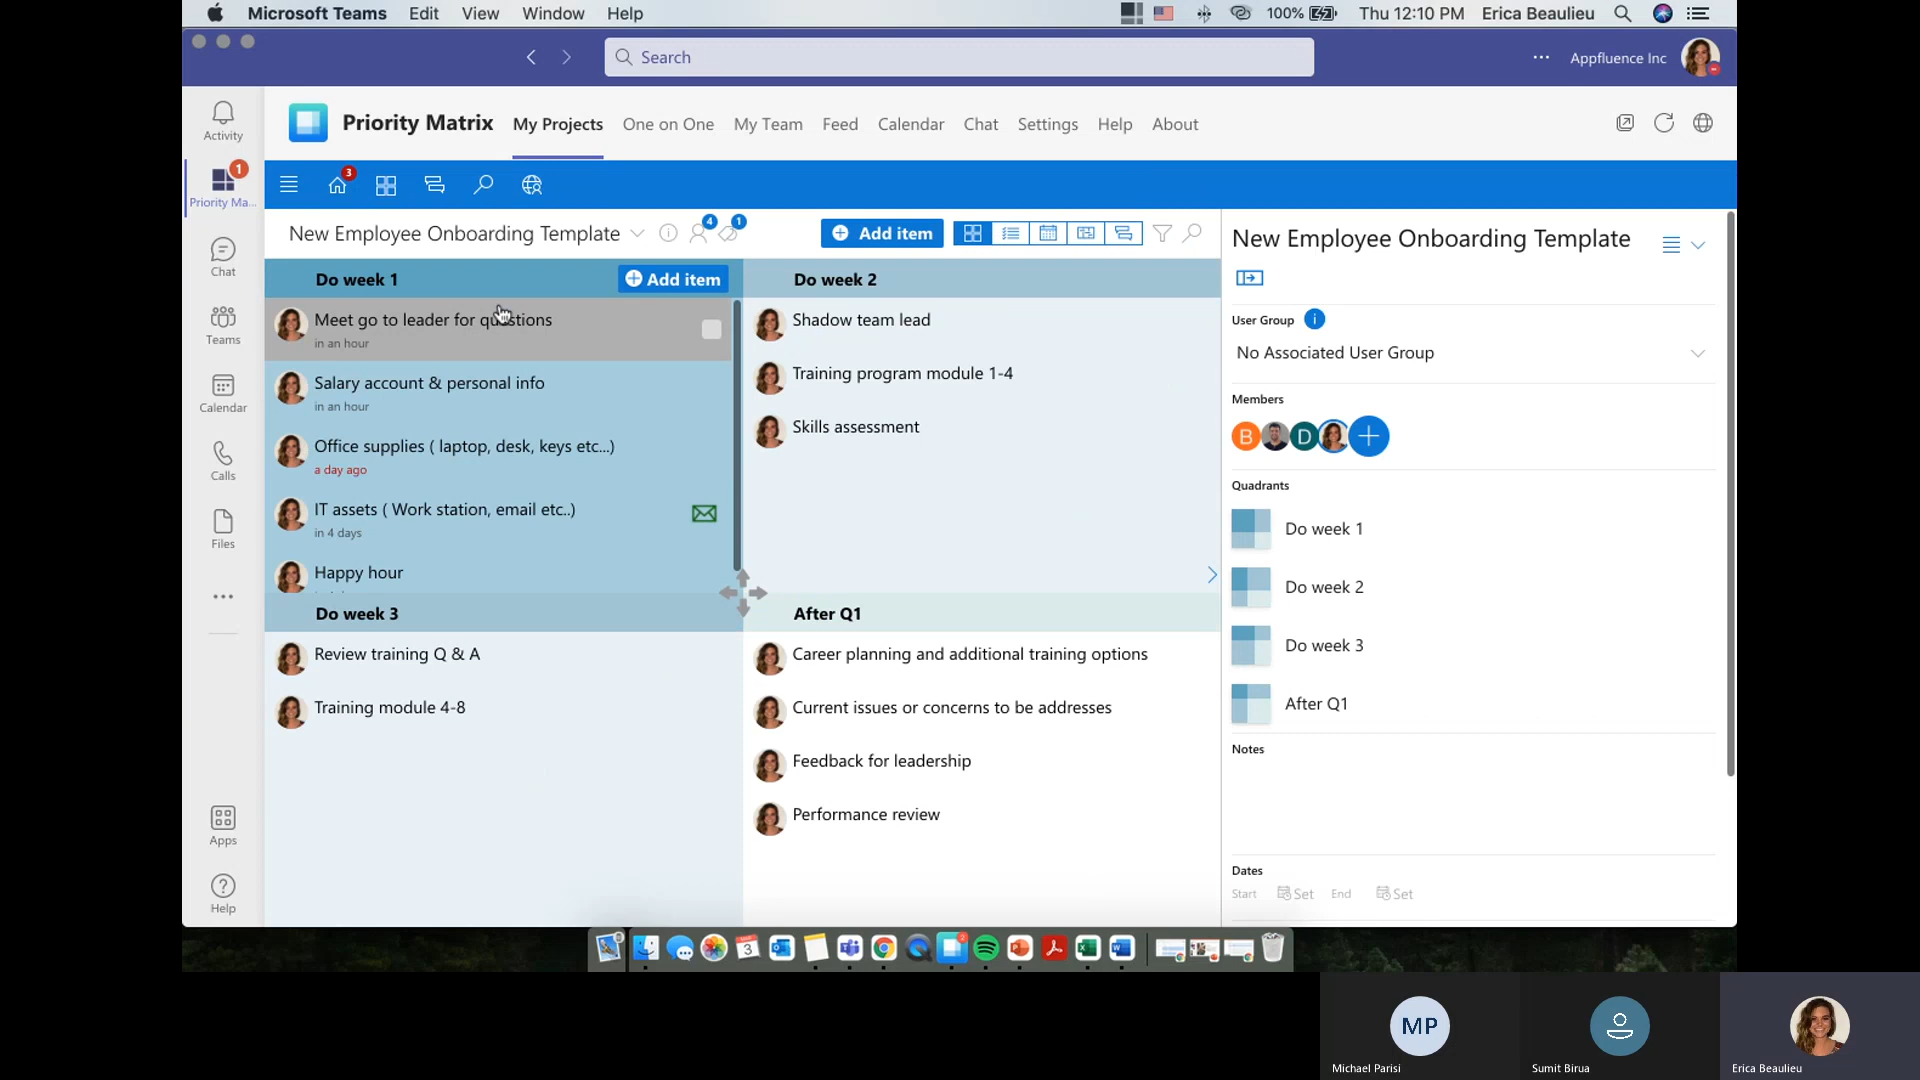 Microsoft Teams Edit View Window Help 100% Thu 12:10 PM Erica Beaulieu
Search
Appfluence Inc
Activity
1
Priority Ma...
Chat
Teams
Calendar
Calls
Files
Apps
Help
Priority Matrix My Projects One on One My Team Feed Calendar Chat Settings Help About
3
New Employee Onboarding Template 4 1 Add item
Do week 1 Add item
Meet go to leader for questions
in an hour
Salary account & personal info
in an hour
Office supplies ( laptop, desk, keys etc...)
a day ago
IT assets ( Work station, email etc..)
in 4 days
Happy hour
Do week 2
Shadow team lead
Training program module 1-4
Skills assessment
Do week 3
Review training Q & A
Training module 4-8
After Q1
Career planning and additional training options
Current issues or concerns to be addresses
Feedback for leadership
Performance review
New Employee Onboarding Template
User Group
No Associated User Group
Members
B D
Quadrants
Do week 1
Do week 2
Do week 3
After Q1
Notes
Dates
Start Set End Set
3
MP
Michael Parisi
Sumit Birua
Erica Beaulieu